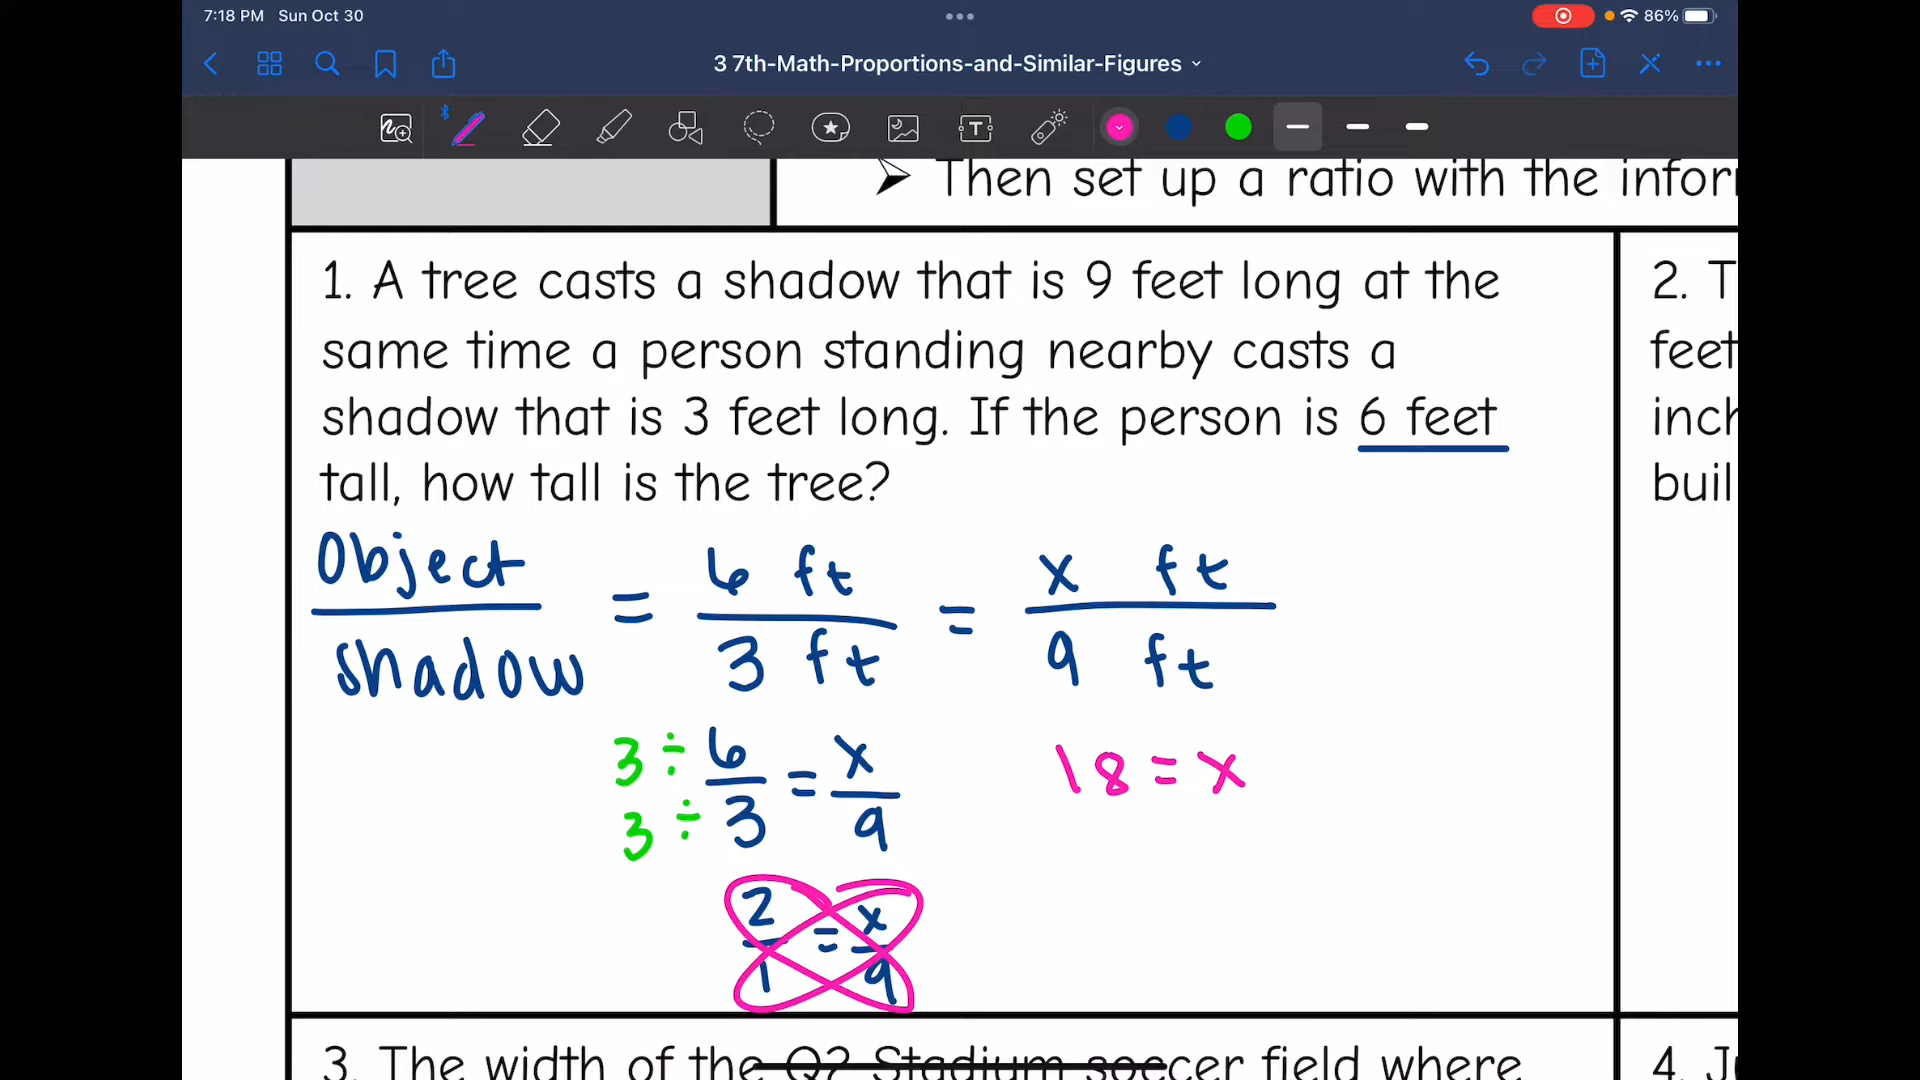 7:18 PM Sun Oct 30
86%
3 7th-Math-Proportions-and-Similar-Figures
➢ Then set up a ratio with the infor
1. A tree casts a shadow that is 9 feet long at the
same time a person standing nearby casts a
shadow that is 3 feet long. If the person is 6 feet
tall, how tall is the tree?
2. T
feet
inch
buil
Object = 6 ft = x ft
shadow 3 ft 9 ft
3 ÷ 6 = x
3 ÷ 3 9
18 = x
2 = x
1 9
3. The width of the Q2 Stadium soccer field where
4. J